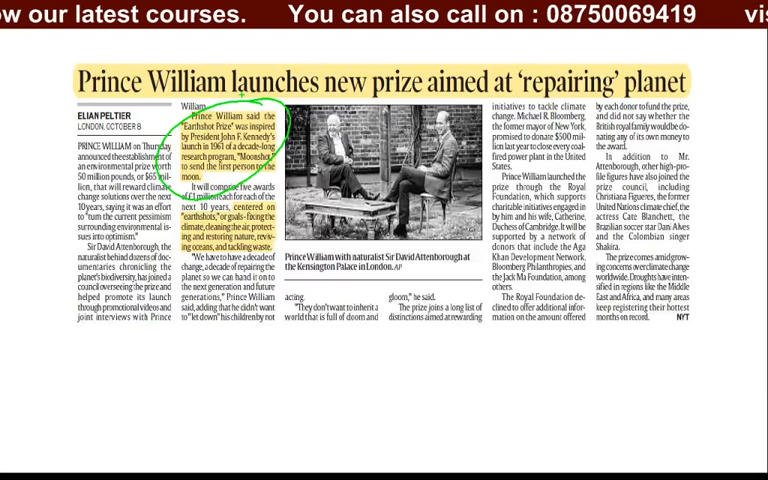 w our latest courses. You can also call on : 08750069419 vis
Prince William launches new prize aimed at ‘repairing’ planet
ELIAN PELTIER
LONDON, OCTOBER 8
PRINCE WILLIAM on Thursday
announced the establishment of
an environmental prize worth
50 million pounds, or $65 mil-
lion, that will reward climate
change solutions over the next
10 years, saying it was an effort
to "turn the current pessimism
surrounding environmental is-
sues into optimism."
Sir David Attenborough, the
naturalist behind dozens of doc-
umentaries chronicling the
planet's biodiversity, has joined a
council overseeing the prize and
helped promote its launch
through promotional videos and
joint interviews with Prince
William.
Prince William said the
"Earthshot Prize" was inspired
by President John F. Kennedy's
launch in 1961 of a decade-long
research program, "Moonshot,"
to send the first person to the
moon.
It will comprise five awards
of £1 million each for each of the
next 10 years, centered on
"earthshots," or goals - fixing the
climate, cleaning the air, protect-
ing and restoring nature, reviv-
ing oceans, and tackling waste.
"We have to have a decade of
change, a decade of repairing the
planet so we can hand it on to
the next generation and future
generations," Prince William
said, adding that he didn't want
to "let down" his children by not
Prince William with naturalist Sir David Attenborough at
the Kensington Palace in London. AP
acting.
"They don't want to inherit a
world that is full of doom and
gloom," he said.
The prize joins a long list of
distinctions aimed at rewarding
initiatives to tackle climate
change. Michael R. Bloomberg,
the former mayor of New York,
promised to donate $500 mil-
lion last year to close every coal-
fired power plant in the United
States.
Prince William launched the
prize through the Royal
Foundation, which supports
charitable initiatives engaged in
by him and his wife, Catherine,
Duchess of Cambridge. It will be
supported by a network of
donors that include the Aga
Khan Development Network,
Bloomberg Philanthropies, and
the Jack Ma Foundation, among
others.
The Royal Foundation de-
clined to offer additional infor-
mation on the amount offered
by each donor to fund the prize,
and did not say whether the
British royal family would be do-
nating any of its own money to
the award.
In addition to Mr.
Attenborough, other high-pro-
file figures have also joined the
prize council, including
Christiana Figueres, the former
United Nations climate chief, the
actress Cate Blanchett, the
Brazilian soccer star Dani Alves
and the Colombian singer
Shakira.
The prize comes amid grow-
ing concerns over climate change
worldwide. Droughts have inten-
sified in regions like the Middle
East and Africa, and many areas
keep registering their hottest
months on record. NYT